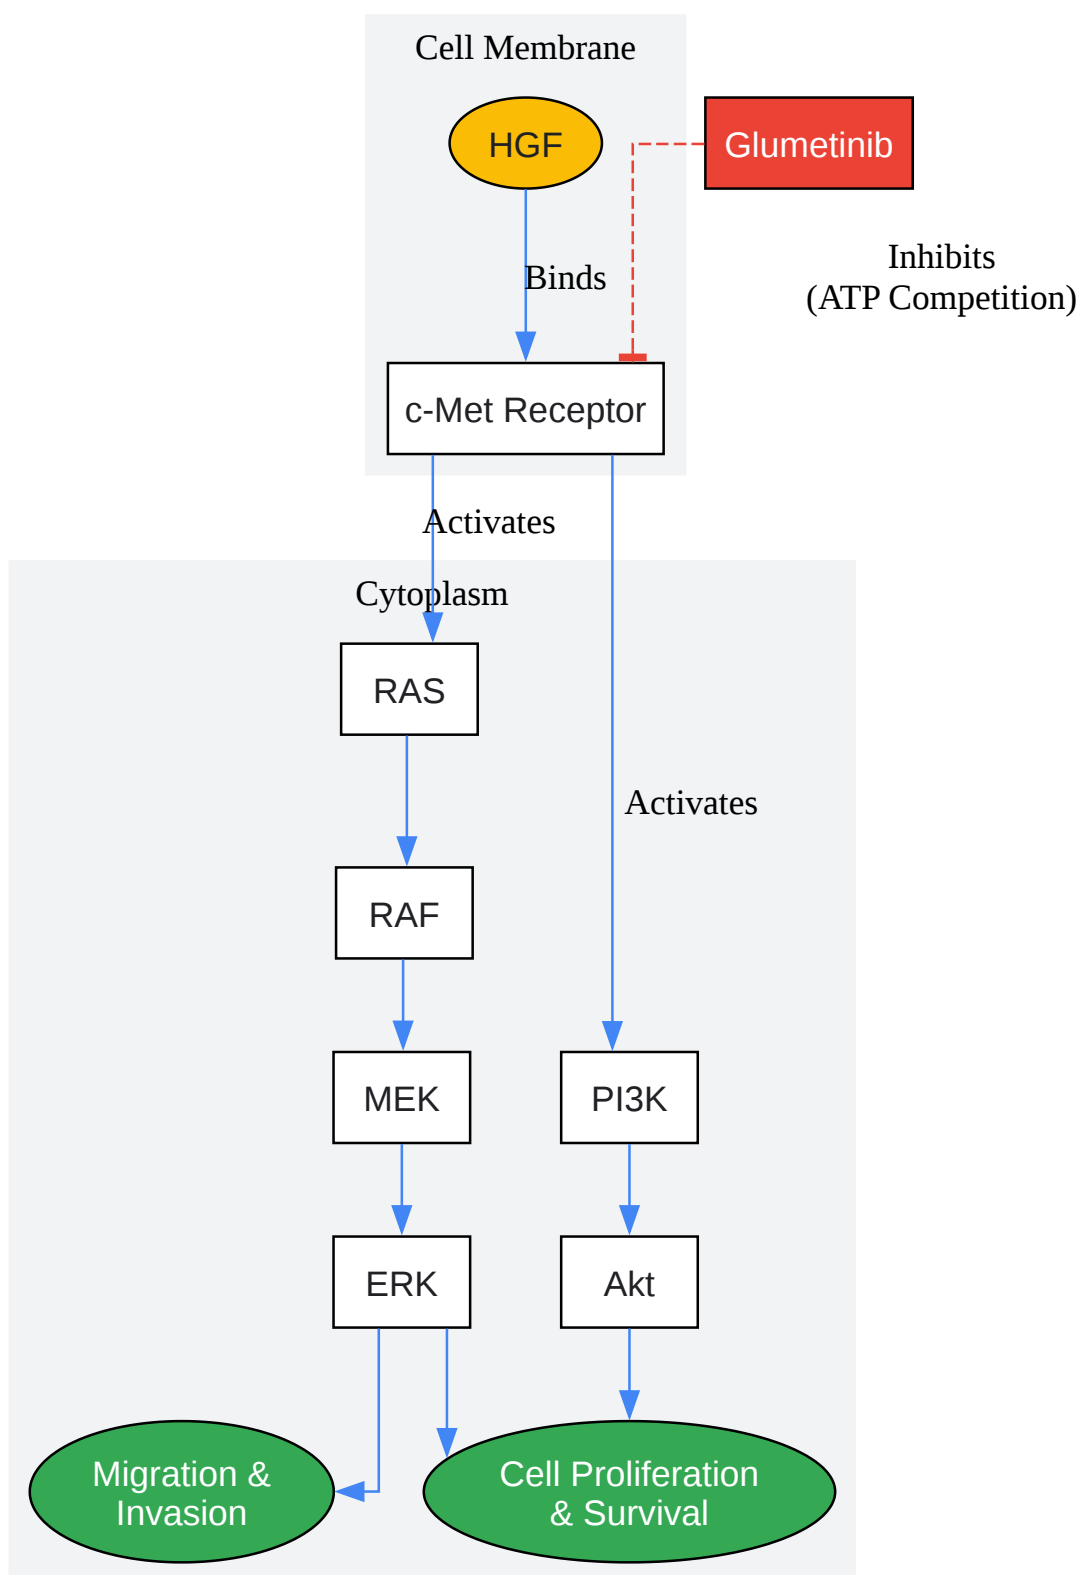 Cell Membrane
HGF
Glumetinib
Binds
Inhibits
(ATP Competition)
c-Met Receptor
Activates
Cytoplasm
RAS
Activates
RAF
MEK
PI3K
ERK
Akt
Migration &
Invasion
Cell Proliferation
& Survival